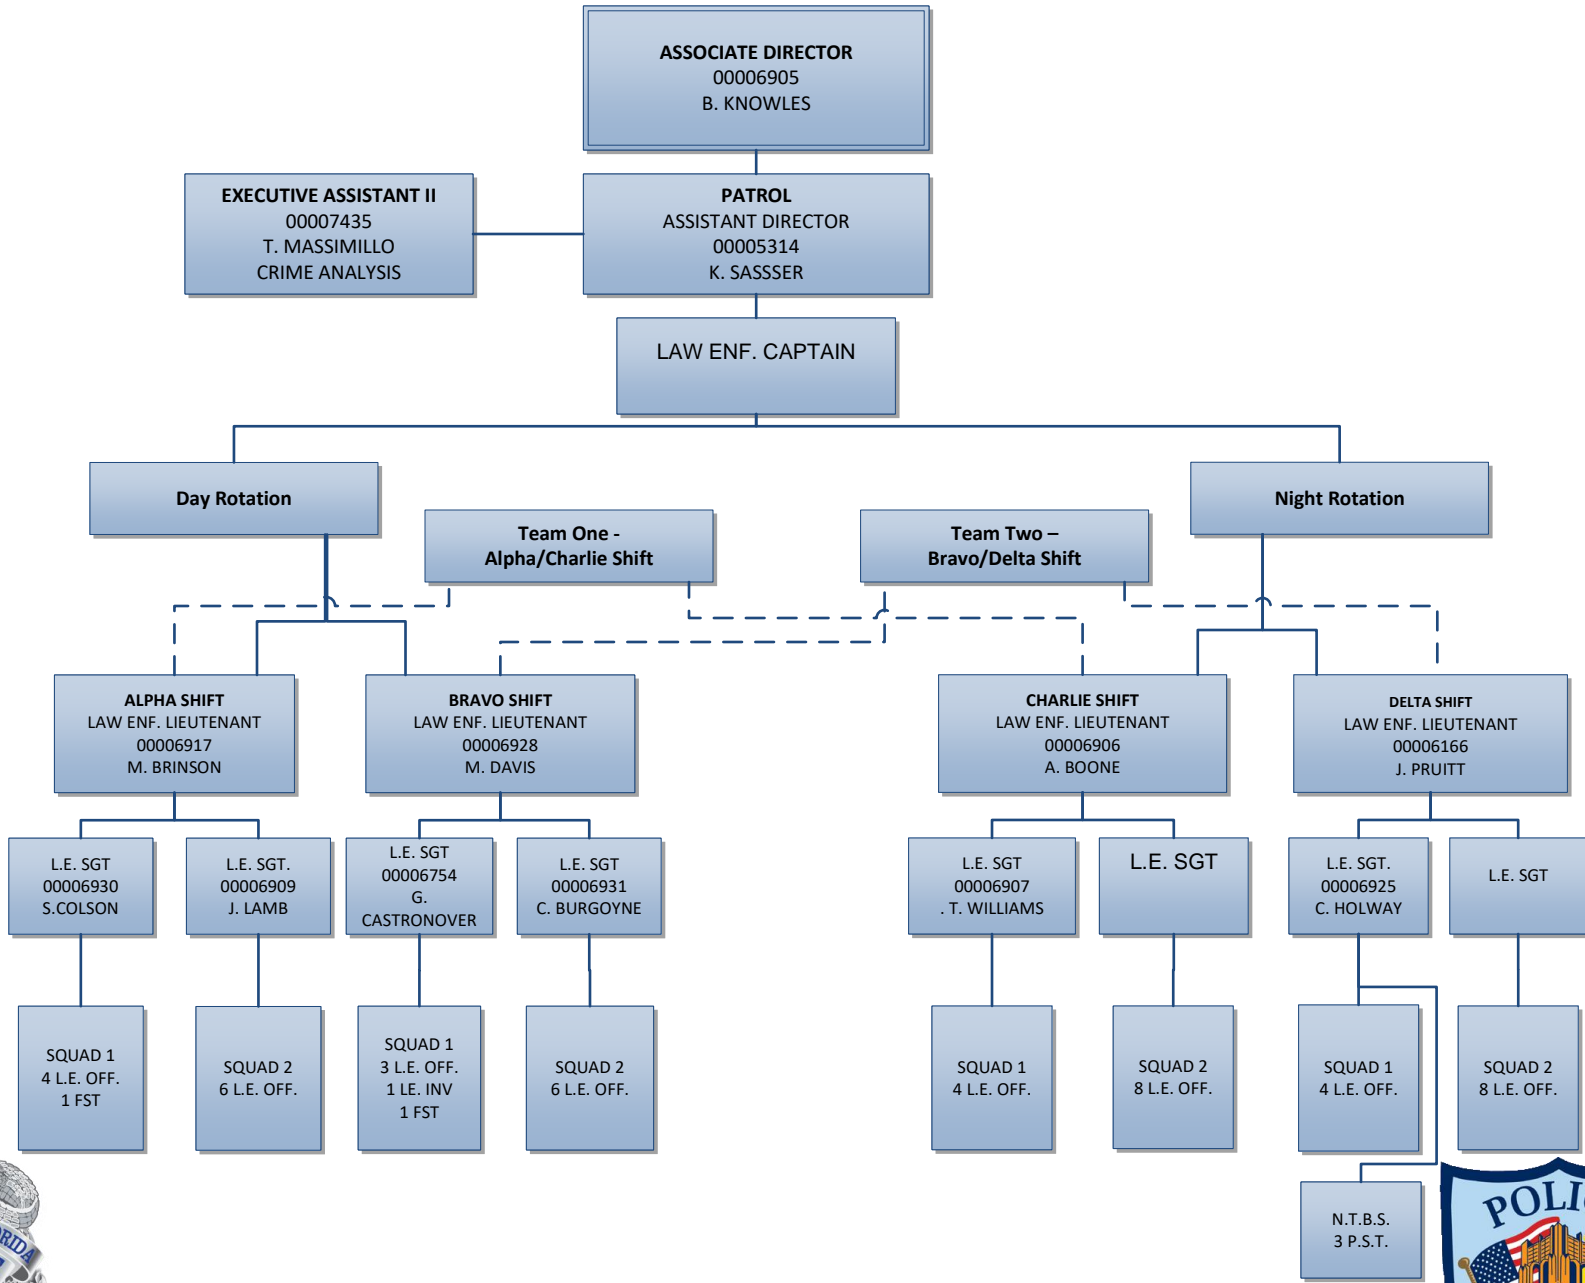 ASSOCIATE DIRECTOR
00006905
B. KNOWLES
EXECUTIVE ASSISTANT II
00007435
T. MASSIMILLO
CRIME ANALYSIS
PATROL
ASSISTANT DIRECTOR
00005314
K. SASSSER
LAW ENF. CAPTAIN
Day Rotation
Night Rotation
Team One -
Alpha/Charlie Shift
Team Two –
Bravo/Delta Shift
ALPHA SHIFT
LAW ENF. LIEUTENANT
00006917
M. BRINSON
BRAVO SHIFT
LAW ENF. LIEUTENANT
00006928
M. DAVIS
CHARLIE SHIFT
LAW ENF. LIEUTENANT
00006906
A. BOONE
DELTA SHIFT
LAW ENF. LIEUTENANT
00006166
J. PRUITT
L.E. SGT
00006930
S.COLSON
L.E. SGT.
00006909
J. LAMB
L.E. SGT
00006754
G.
CASTRONOVER
L.E. SGT
00006931
C. BURGOYNE
L.E. SGT
00006907
. T. WILLIAMS
L.E. SGT
L.E. SGT.
00006925
C. HOLWAY
L.E. SGT
SQUAD 1
4 L.E. OFF.
1 FST
SQUAD 2
6 L.E. OFF.
SQUAD 1
3 L.E. OFF.
1 LE. INV
1 FST
SQUAD 2
6 L.E. OFF.
SQUAD 1
4 L.E. OFF.
SQUAD 2
8 L.E. OFF.
SQUAD 1
4 L.E. OFF.
SQUAD 2
8 L.E. OFF.
N.T.B.S.
3 P.S.T.